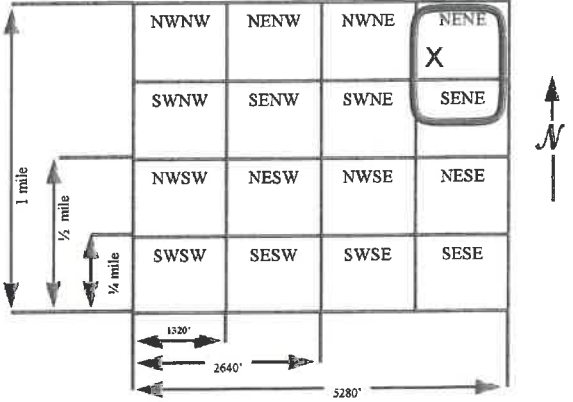 NWNW NENW NWNE NENE
X
SWNW SENW SWNE SENE
N
NWSW NESW NWSE NESE
SWSW SESW SWSE SESE
1 mile
½ mile
¼ mile
1320'
2640'
5280'